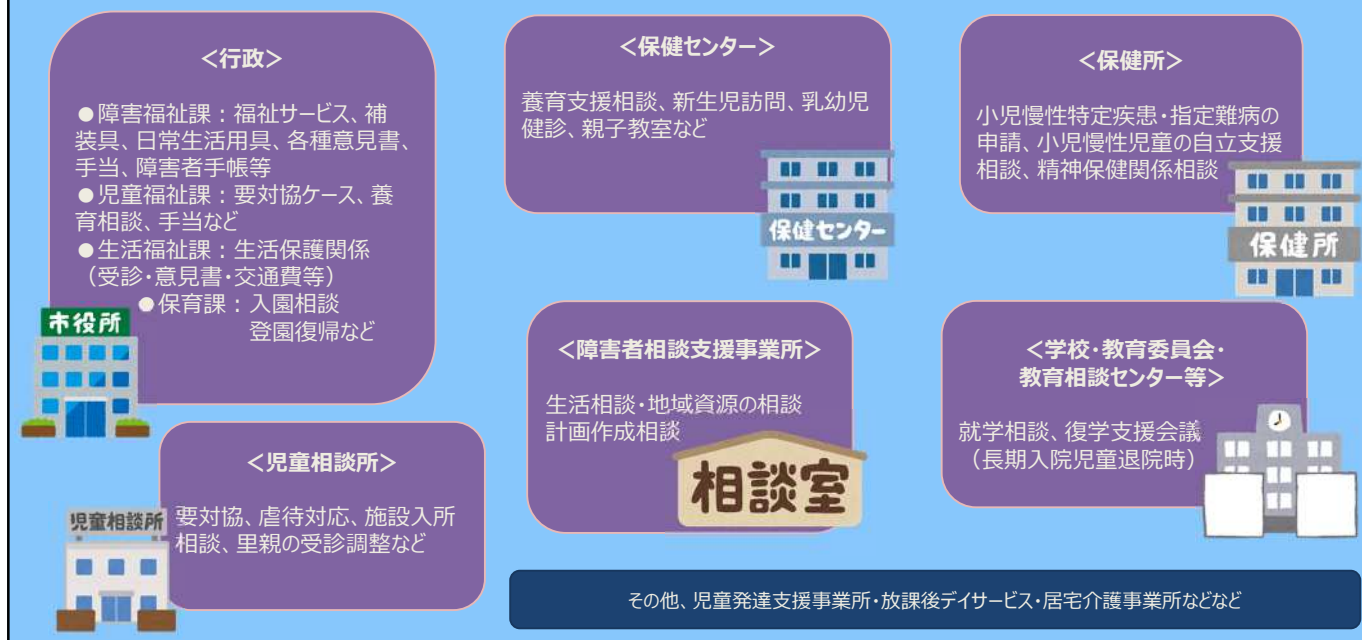 <行政>
●障害福祉課：福祉サービス、補
装具、日常生活用具、各種意見書、
手当、障害者手帳等
●児童福祉課：要対協ケース、養
育相談、手当など
●生活福祉課：生活保護関係
（受診・意見書・交通費等）
●保育課：入園相談
登園復帰など
市役所
<保健センター>
養育支援相談、新生児訪問、乳幼児
健診、親子教室など
保健センター
<保健所>
小児慢性特定疾患・指定難病の
申請、小児慢性児童の自立支援
相談、精神保健関係相談
保健所
<児童相談所>
要対協、虐待対応、施設入所
相談、里親の受診調整など
児童相談所
<障害者相談支援事業所>
生活相談・地域資源の相談
計画作成相談
相談室
<学校・教育委員会・
教育相談センター等>
就学相談、復学支援会議
（長期入院児童退院時）
その他、児童発達支援事業所・放課後デイサービス・居宅介護事業所などなど